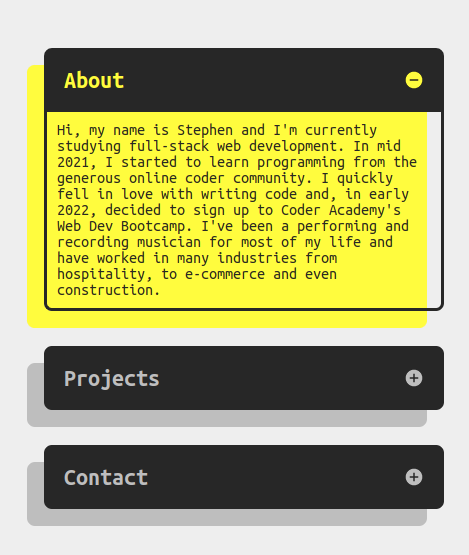 About
Hi, my name is Stephen and I'm currently
studying full-stack web development. In mid
2021, I started to learn programming from the
generous online coder community. I quickly
fell in love with writing code and, in early
2022, decided to sign up to Coder Academy's
Web Dev Bootcamp. I've been a performing and
recording musician for most of my life and
have worked in many industries from
hospitality, to e-commerce and even
construction.
Projects
Contact